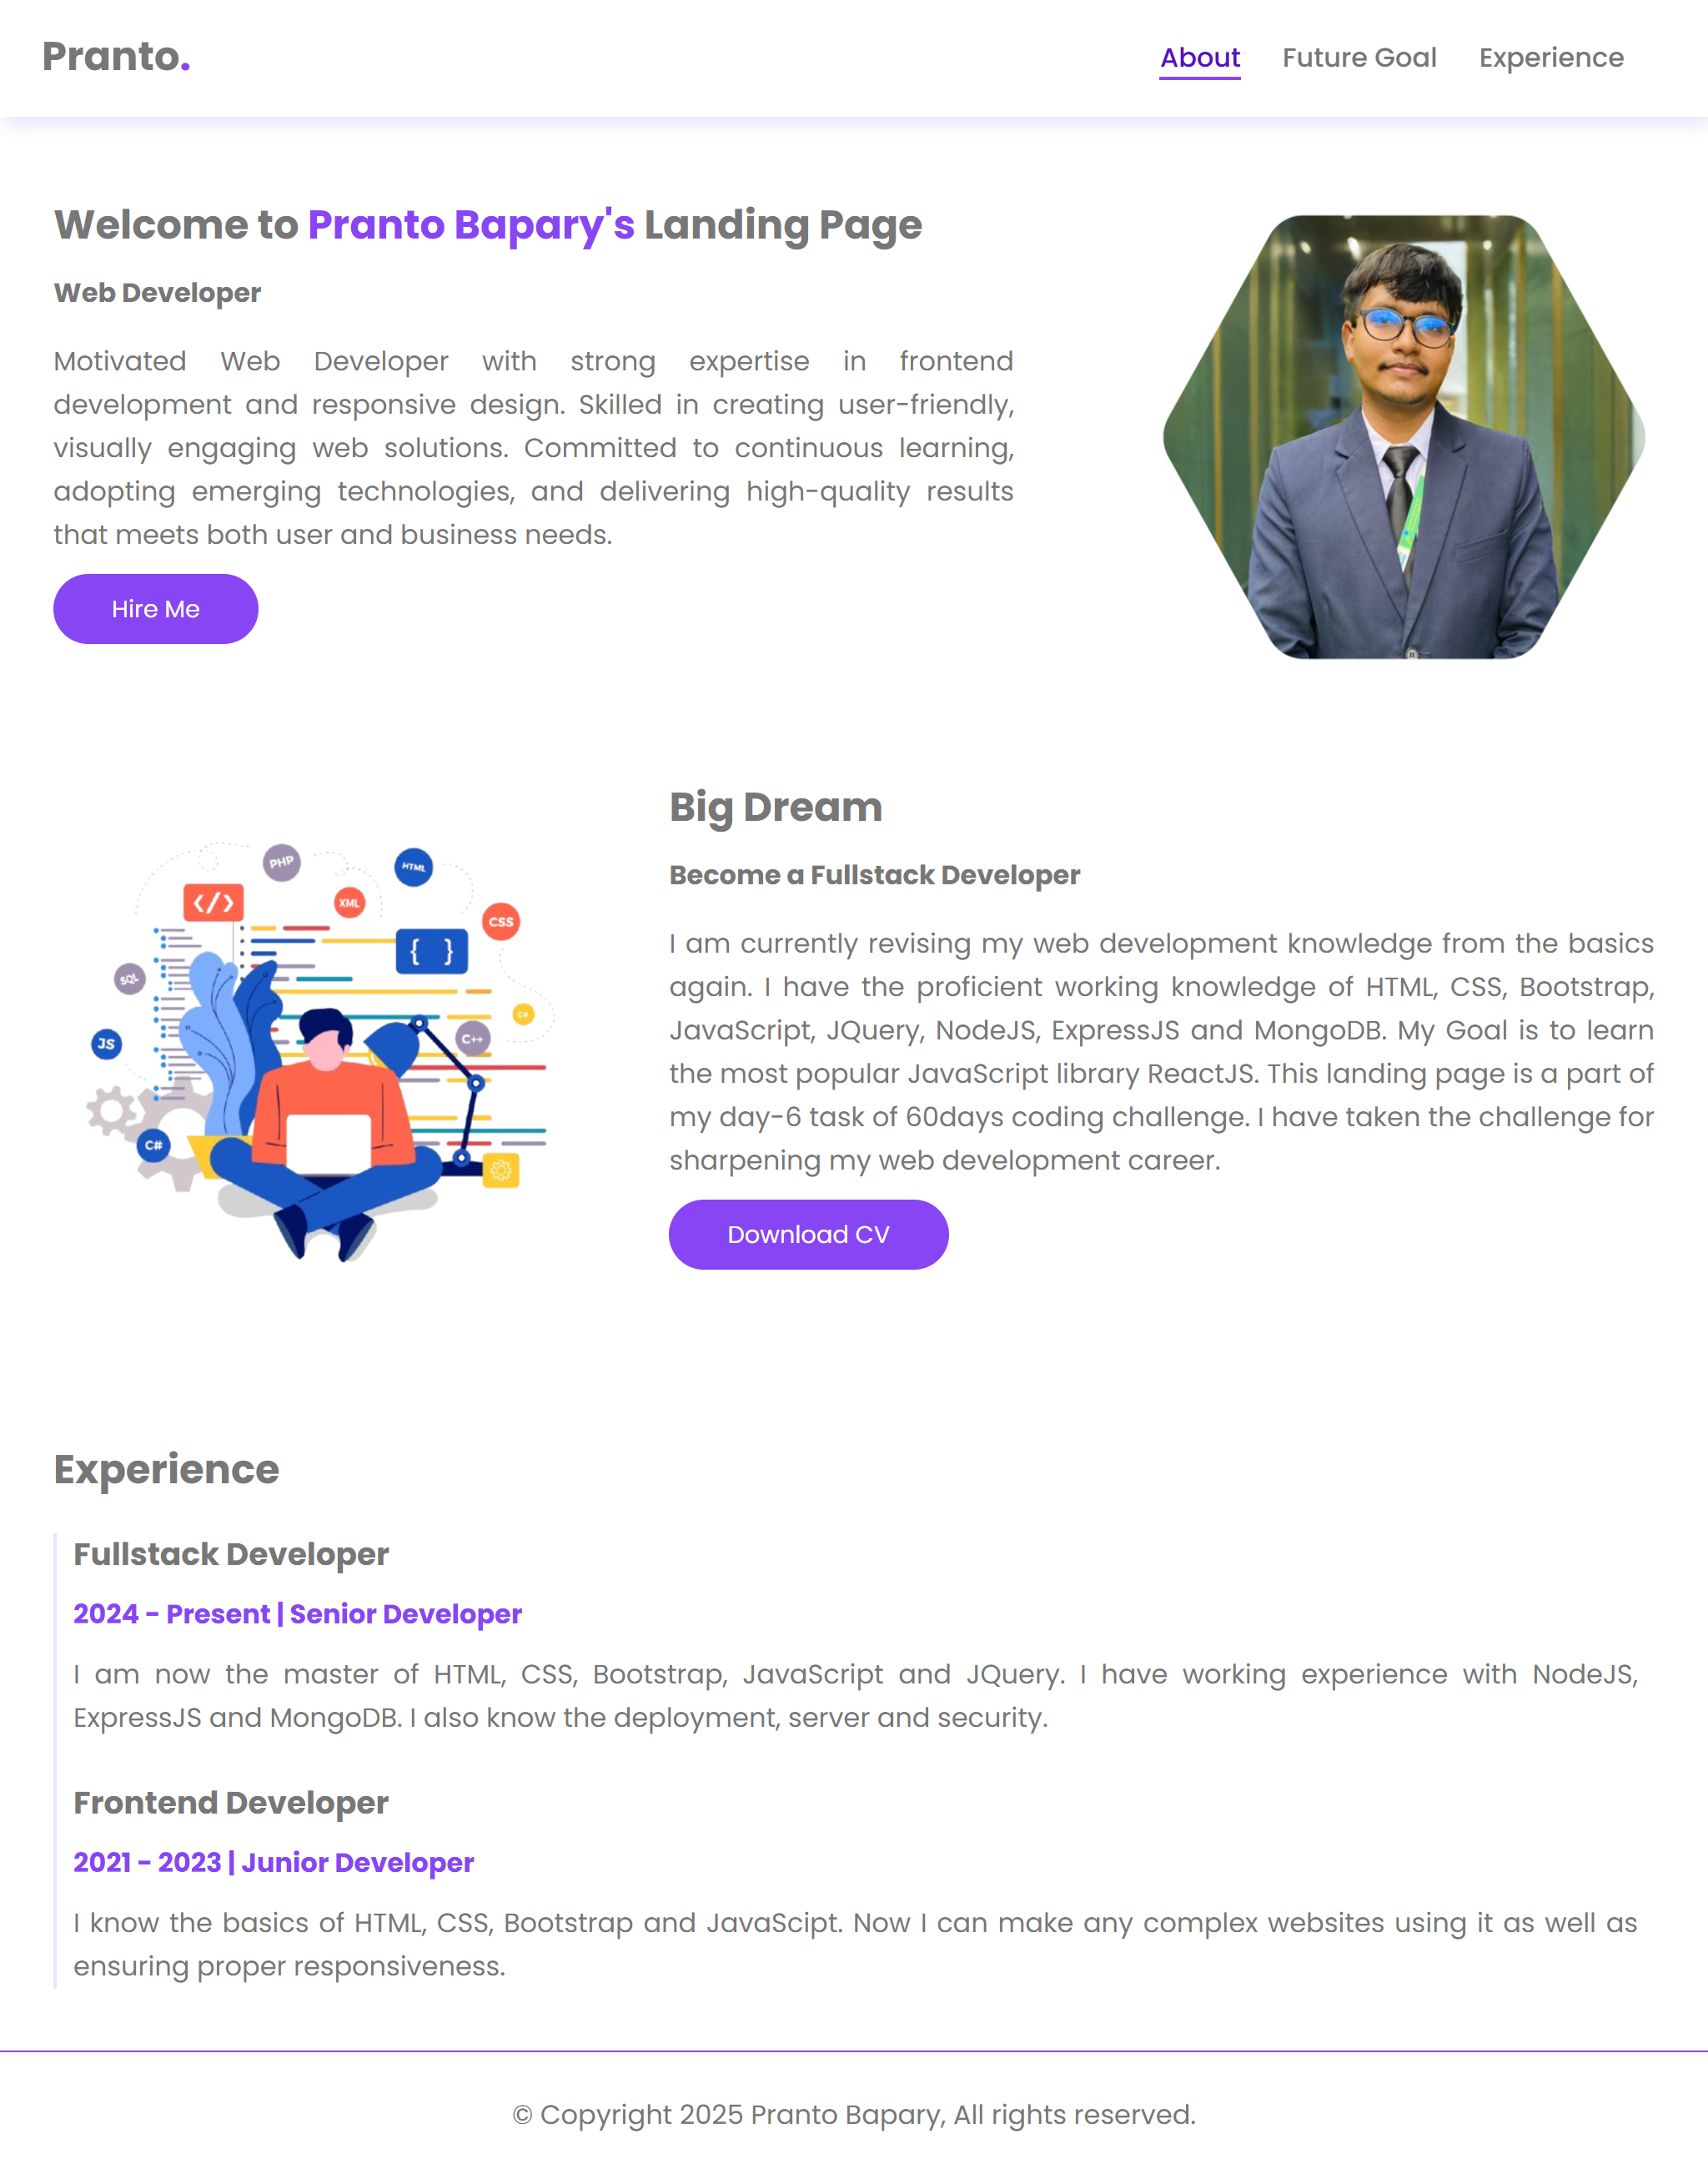 Pranto.
About Future Goal Experience
Welcome to Pranto Bapary's Landing Page
Web Developer
Motivated Web Developer with strong expertise in frontend
development and responsive design. Skilled in creating user-friendly,
visually engaging web solutions. Committed to continuous learning,
adopting emerging technologies, and delivering high-quality results
that meets both user and business needs.
Hire Me
PHP
HTML
</>
XML
CSS
{ }
SQL
C#
C++
JS
C#
Big Dream
Become a Fullstack Developer
I am currently revising my web development knowledge from the basics
again. I have the proficient working knowledge of HTML, CSS, Bootstrap,
JavaScript, JQuery, NodeJS, ExpressJS and MongoDB. My Goal is to learn
the most popular JavaScript library ReactJS. This landing page is a part of
my day-6 task of 60days coding challenge. I have taken the challenge for
sharpening my web development career.
Download CV
Experience
Fullstack Developer
2024 - Present | Senior Developer
I am now the master of HTML, CSS, Bootstrap, JavaScript and JQuery. I have working experience with NodeJS,
ExpressJS and MongoDB. I also know the deployment, server and security.
Frontend Developer
2021 - 2023 | Junior Developer
I know the basics of HTML, CSS, Bootstrap and JavaScipt. Now I can make any complex websites using it as well as
ensuring proper responsiveness.
© Copyright 2025 Pranto Bapary, All rights reserved.